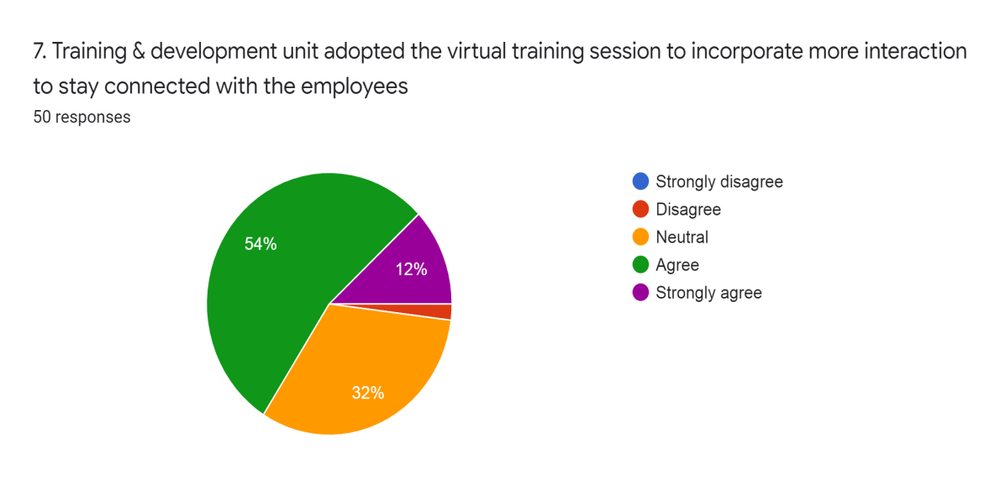 7. Training & development unit adopted the virtual training session to incorporate more interaction
to stay connected with the employees
50 responses
54%
12%
32%
Strongly disagree
Disagree
Neutral
Agree
Strongly agree